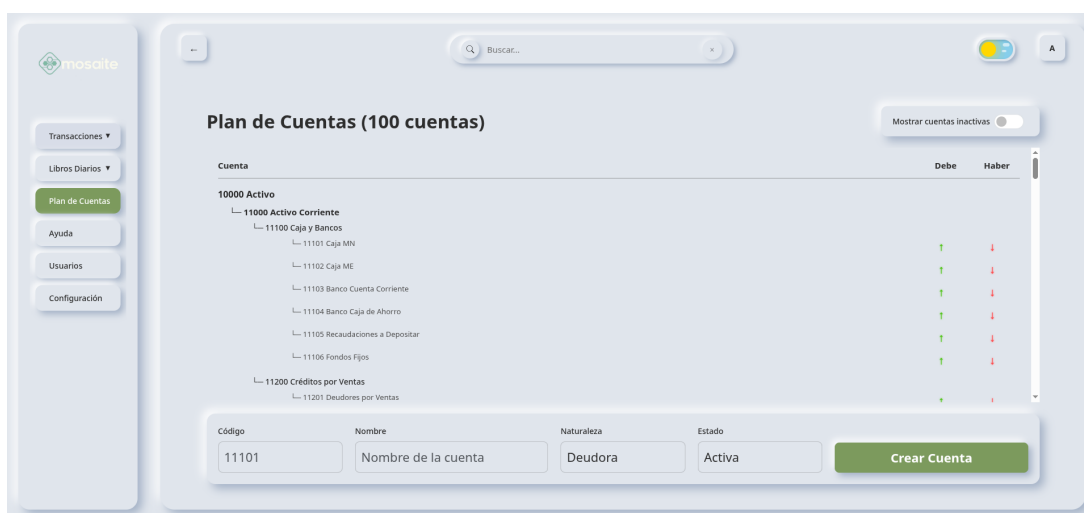 mosaite
Buscar...
A
Plan de Cuentas (100 cuentas)
Mostrar cuentas inactivas
Transacciones ▼
Libros Diarios ▼
Plan de Cuentas
Ayuda
Usuarios
Configuración
Cuenta Debe Haber
10000 Activo
11000 Activo Corriente
11100 Caja y Bancos
11101 Caja MN ↑ ↓
11102 Caja ME ↑ ↓
11103 Banco Cuenta Corriente ↑ ↓
11104 Banco Caja de Ahorro ↑ ↓
11105 Recaudaciones a Depositar ↑ ↓
11106 Fondos Fijos ↑ ↓
11200 Créditos por Ventas
11201 Deudores por Ventas ↑ ↓
Código Nombre Naturaleza Estado
11101 Nombre de la cuenta Deudora Activa Crear Cuenta